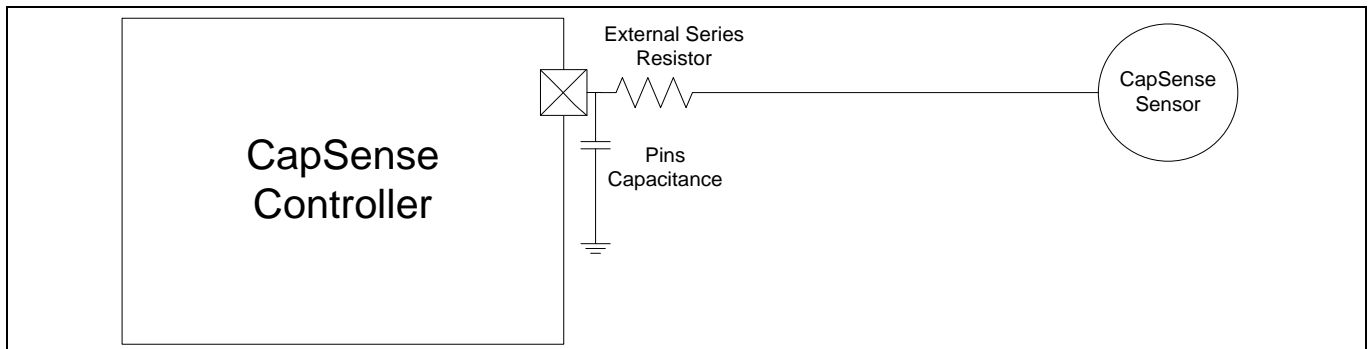 External Series
Resistor
CapSense
Sensor
CapSense
Controller
Pins
Capacitance